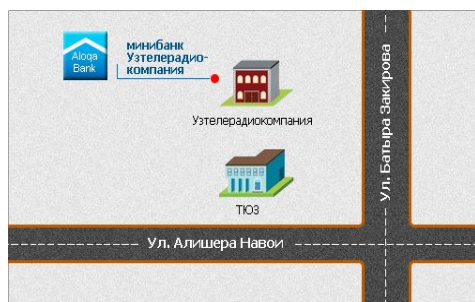 Aloqa
Bank
минибанк
Узтелерадио-
компания
Узтелерадиокомпания
ТЮЗ
Ул. Алишера Навои
Ул. Батыра Закирова